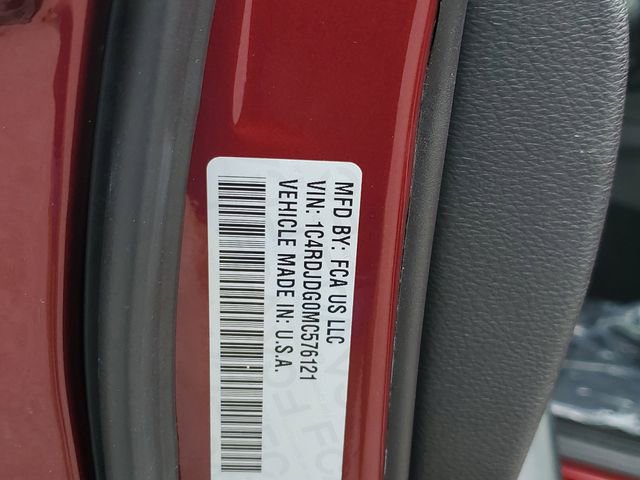 MFD BY: FCA US LLC
VIN: 1C4RDJDG0MC576121
VEHICLE MADE IN: U.S.A.